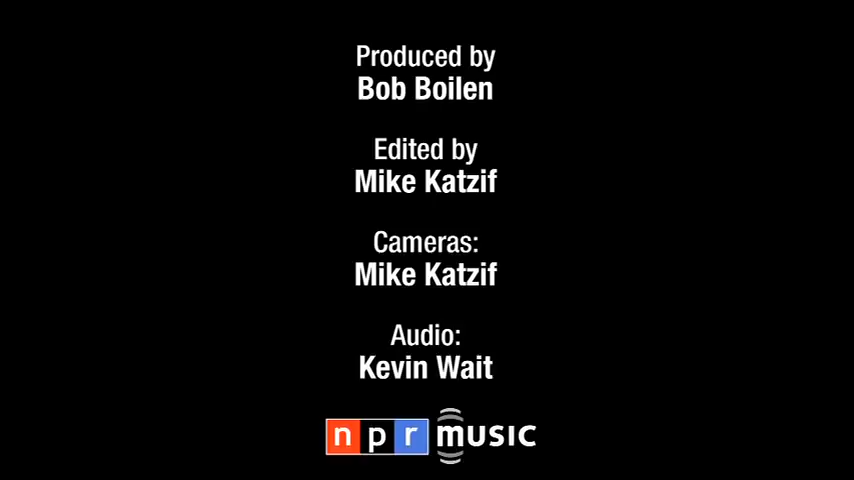 Produced by
Bob Boilen
Edited by
Mike Katzif
Cameras:
Mike Katzif
Audio:
Kevin Wait
npr music